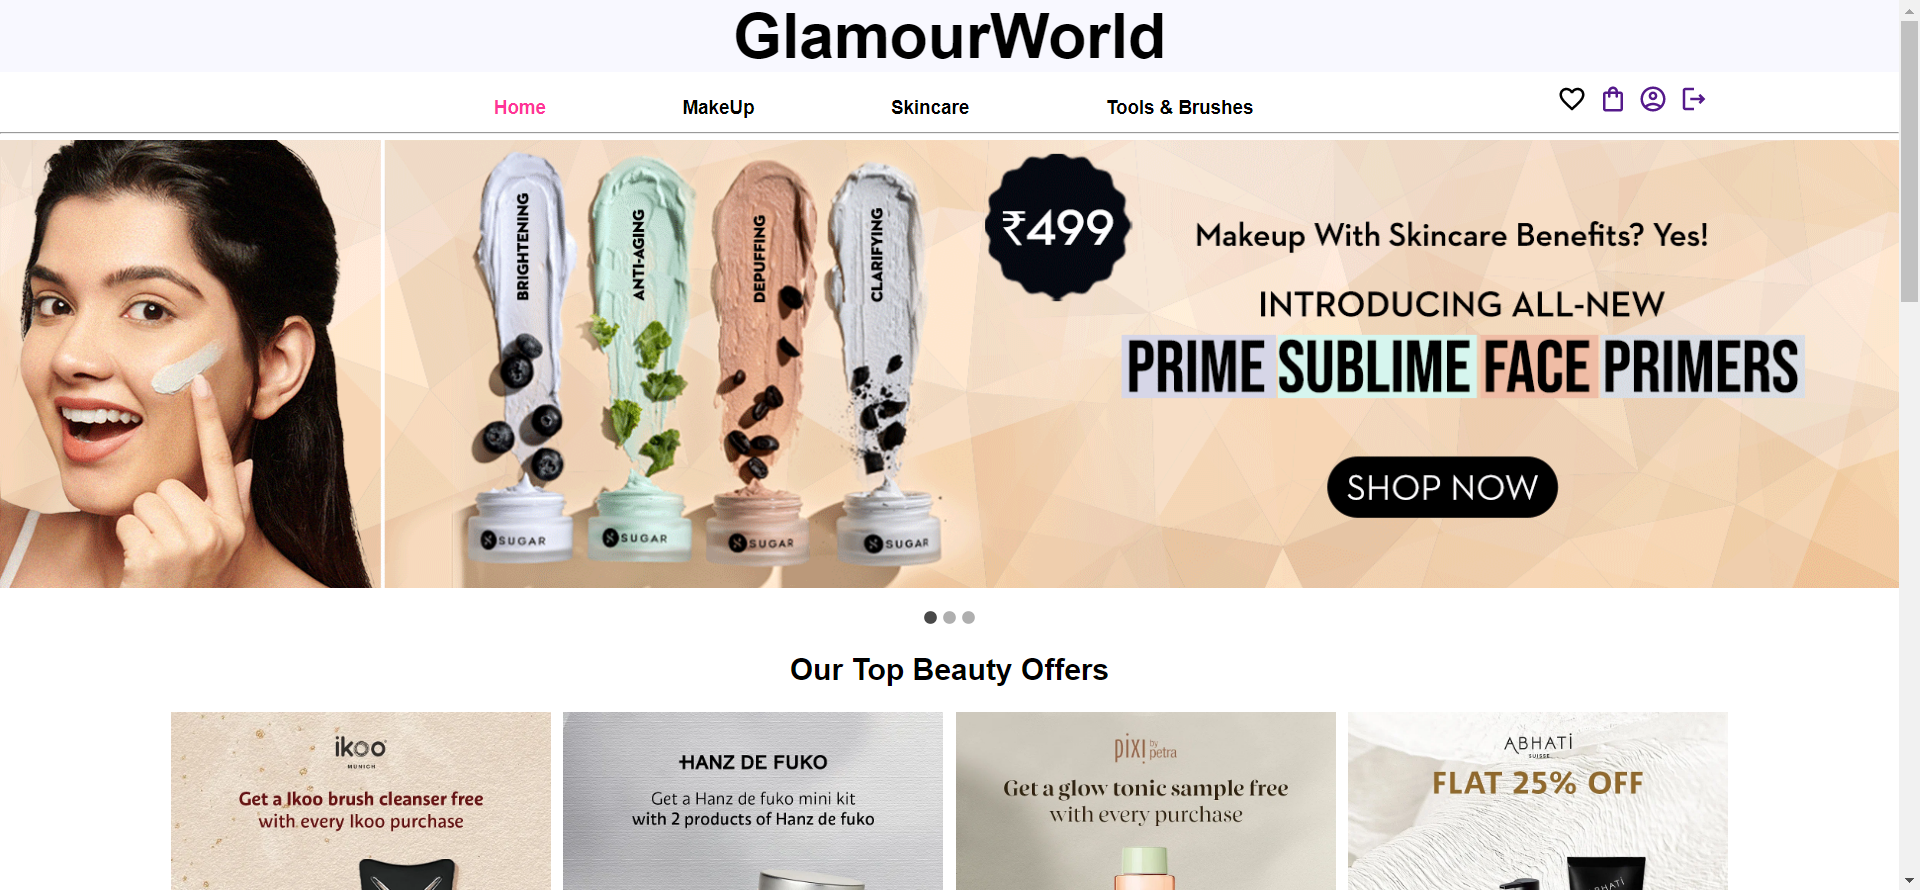 GlamourWorld
Home
MakeUp
Skincare
Tools & Brushes
BRIGHTENING
ANTI-AGING
DEPUFFING
CLARIFYING
SUGAR
SUGAR
SUGAR
SUGAR
₹499
Makeup With Skincare Benefits? Yes!
INTRODUCING ALL-NEW
PRIME SUBLIME FACE PRIMERS
SHOP NOW
Our Top Beauty Offers
ikoo
MUNICH
Get a Ikoo brush cleanser free
with every Ikoo purchase
HANZ DE FUKO
Get a Hanz de fuko mini kit
with 2 products of Hanz de fuko
pixi by petra
Get a glow tonic sample free
with every purchase
ABHATI
SUISSE
FLAT 25% OFF
ABHATI